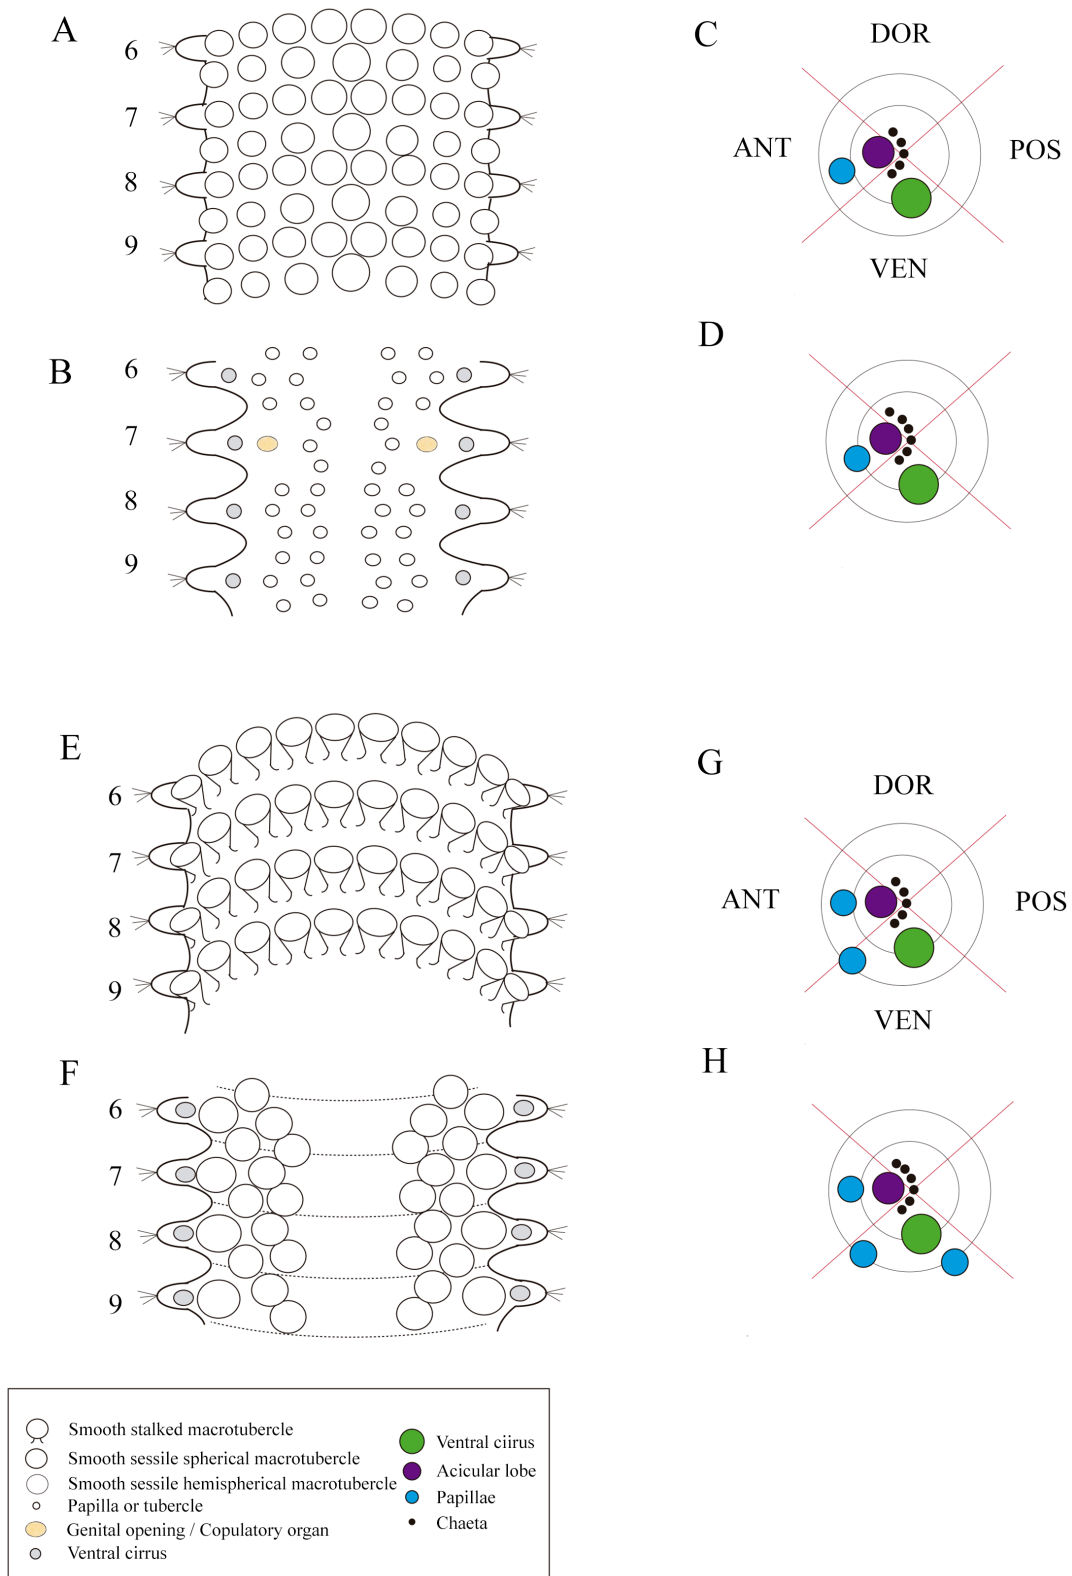 A
6
7
8
9
C
DOR
ANT
POS
VEN
B
6
7
8
9
D
E
6
7
8
9
G
DOR
ANT
POS
VEN
F
6
7
8
9
H
Smooth stalked macrotubercle
Smooth sessile spherical macrotubercle
Smooth sessile hemispherical macrotubercle
Papilla or tubercle
Genital opening / Copulatory organ
Ventral cirrus
Ventral ciirus
Acicular lobe
Papillae
Chaeta